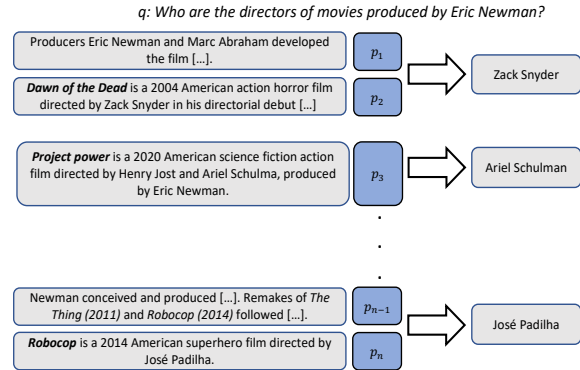 q: Who are the directors of movies produced by Eric Newman?
Producers Eric Newman and Marc Abraham developed
the film […].
p1
Zack Snyder
Dawn of the Dead is a 2004 American action horror film
directed by Zack Snyder in his directorial debut […]
p2
Project power is a 2020 American science fiction action
film directed by Henry Jost and Ariel Schulma, produced
by Eric Newman.
p3
Ariel Schulman
.
.
.
Newman conceived and produced […]. Remakes of The
Thing (2011) and Robocop (2014) followed […].
pn−1
José Padilha
Robocop is a 2014 American superhero film directed by
José Padilha.
pn